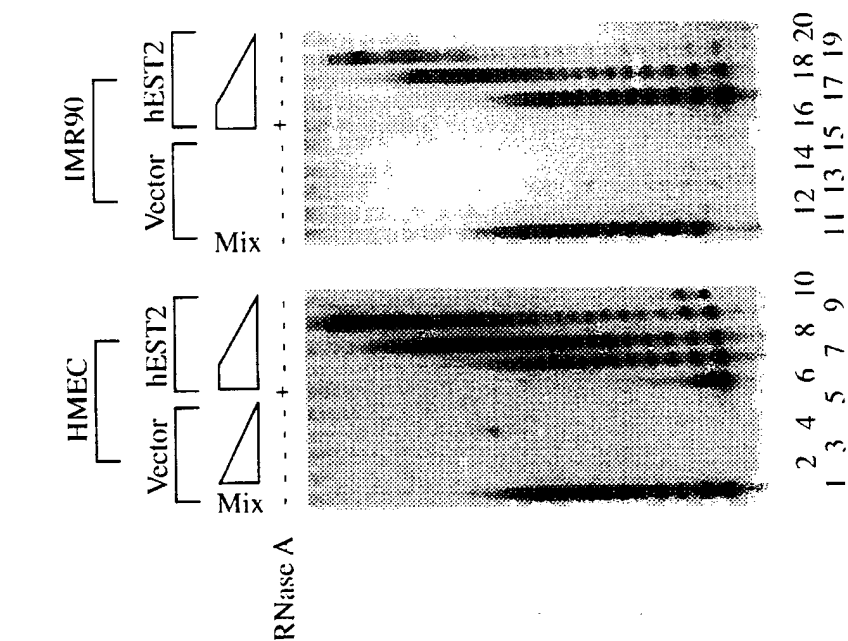 HMEC IMR90
Vector hEST2 Vector hEST2
Mix Mix
RNase A - - - - - + - - - - - - - - - + - - - -
2 4 6 8 10 12 14 16 18 20
1 3 5 7 9 11 13 15 17 19